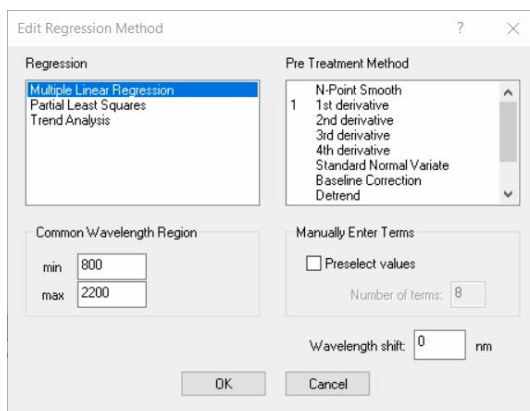 Edit Regression Method
?
Regression
Multiple Linear Regression
Partial Least Squares
Trend Analysis
Pre Treatment Method
N-Point Smooth
1 1st derivative
2nd derivative
3rd derivative
4th derivative
Standard Normal Variate
Baseline Correction
Detrend
Common Wavelength Region
min 800
max 2200
Manually Enter Terms
Preselect values
Number of terms: 8
Wavelength shift: 0 nm
OK
Cancel